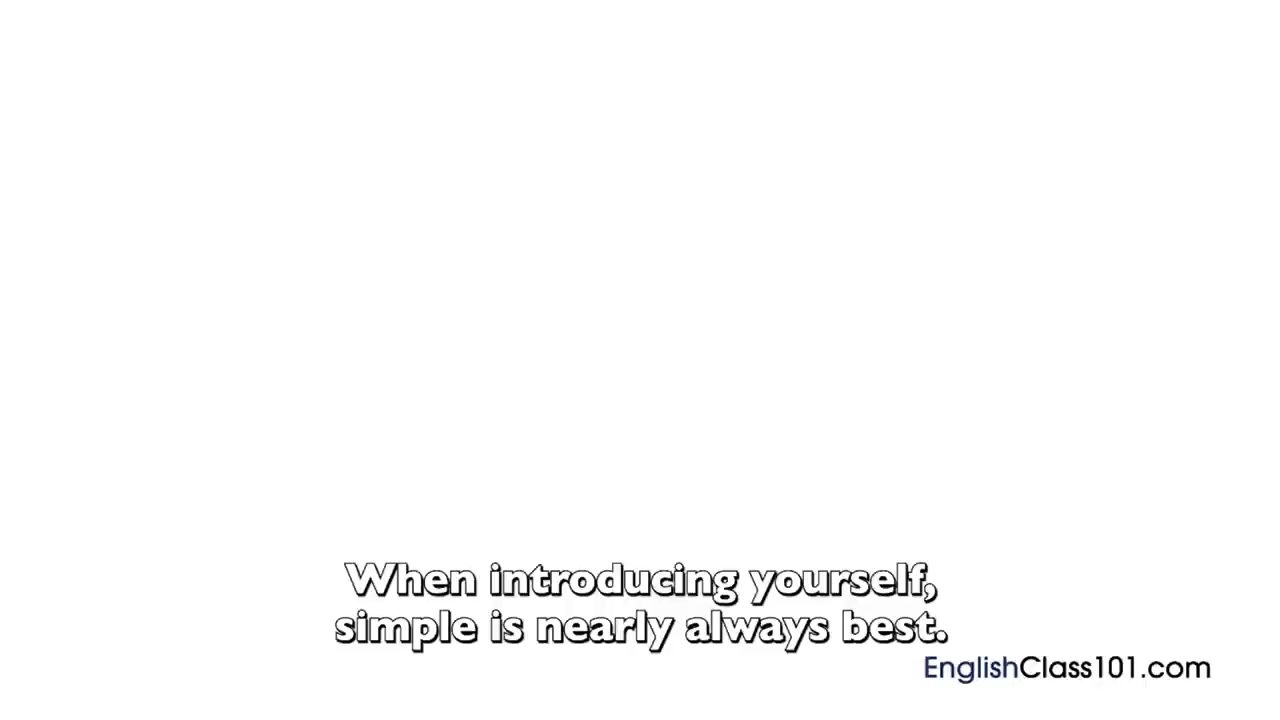 When introducing yourself,
simple is nearly always best.
EnglishClass101.com